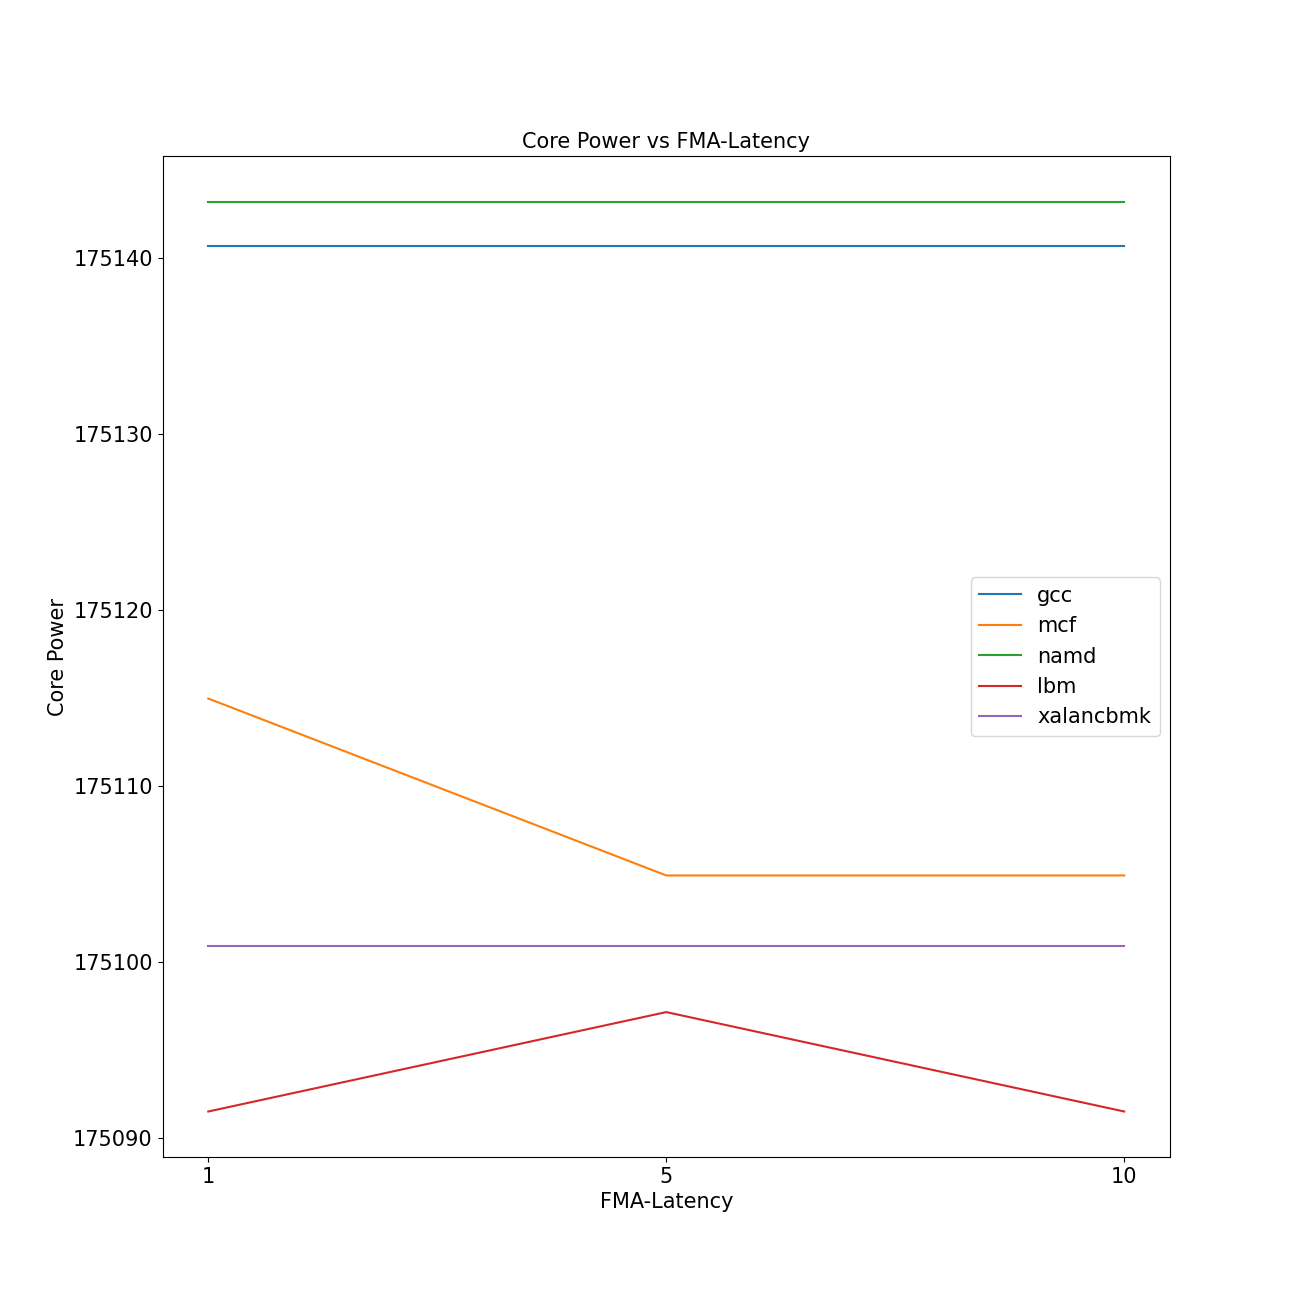 Core Power vs FMA-Latency
Core Power
175140
175130
175120
175110
175100
175090
gcc
mcf
namd
lbm
xalancbmk
1
5
10
FMA-Latency